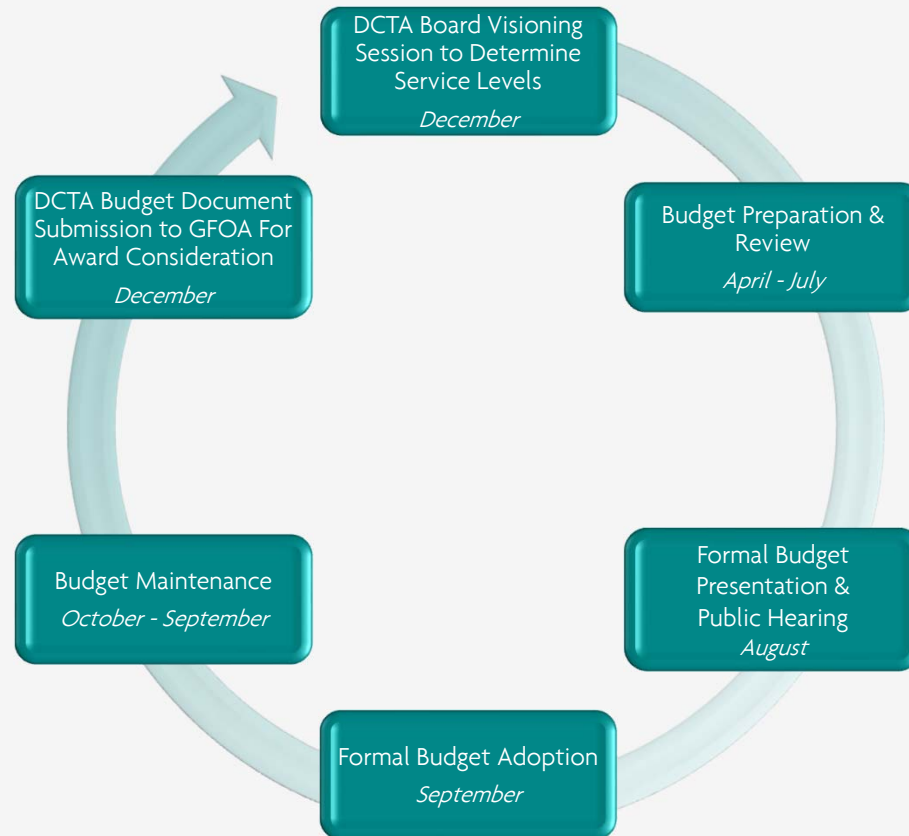 DCTA Board Visioning
Session to Determine
Service Levels
December
Budget Preparation &
Review
April - July
Formal Budget
Presentation &
Public Hearing
August
Formal Budget Adoption
September
Budget Maintenance
October - September
DCTA Budget Document
Submission to GFOA For
Award Consideration
December